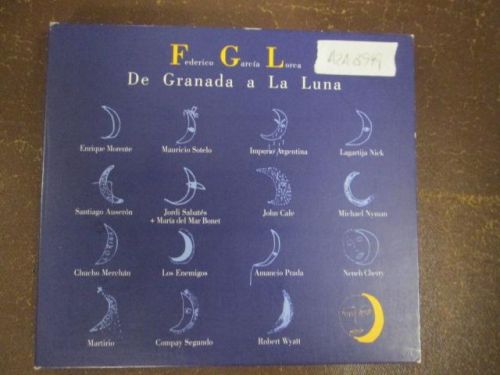 Federico García Lorca
De Granada a La Luna
Enrique Morente
Mauricio Sotelo
Imperio Argentina
Lagartija Nick
Santiago Auserón
Jordi Sabatés
+ María del Mar Bonet
John Cale
Michael Nyman
Chucho Merchán
Los Enemigos
Amancio Prada
Neneh Cherry
Martirio
Compay Segundo
Robert Wyatt